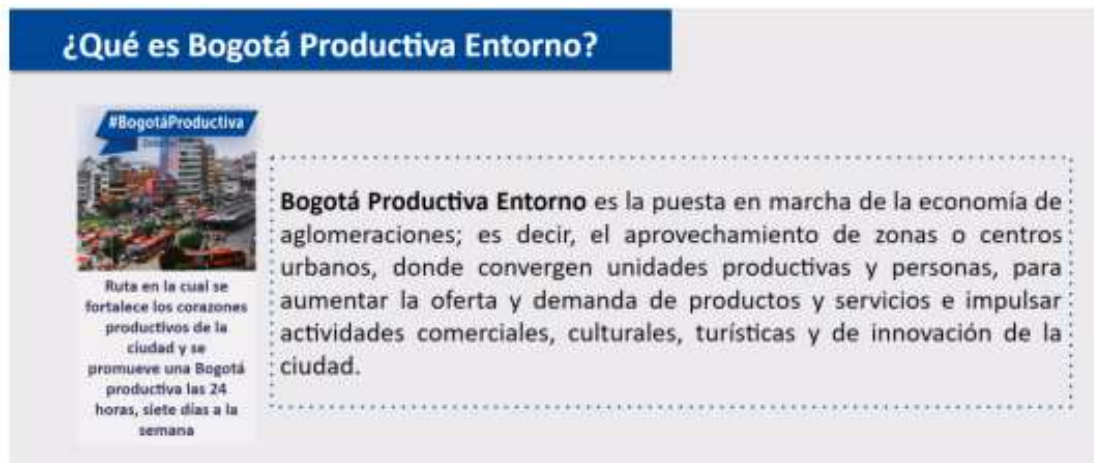 ¿Qué es Bogotá Productiva Entorno?
#BogotáProductiva
Ruta en la cual se
fortalece los corazones
productivos de la
ciudad y se
promueve una Bogotá
productiva las 24
horas, siete días a la
semana
Bogotá Productiva Entorno es la puesta en marcha de la economía de
aglomeraciones; es decir, el aprovechamiento de zonas o centros
urbanos, donde convergen unidades productivas y personas, para
aumentar la oferta y demanda de productos y servicios e impulsar
actividades comerciales, culturales, turísticas y de innovación de la
ciudad.